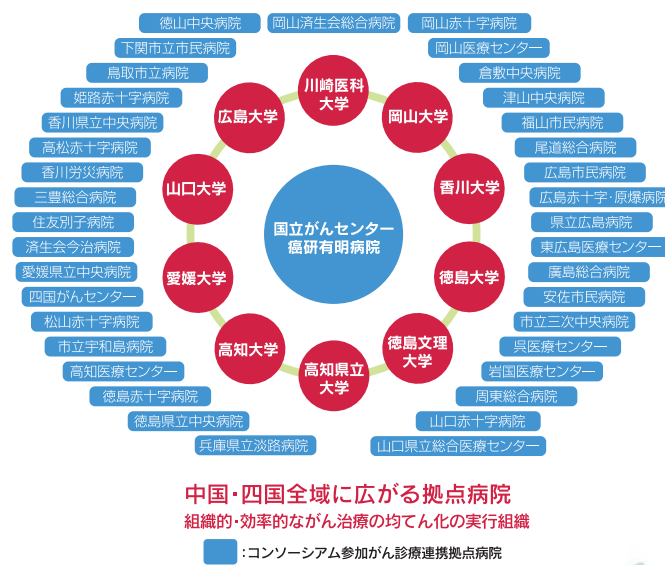 徳山中央病院
岡山済生会総合病院
岡山赤十字病院
下関市立市民病院
岡山医療センター
鳥取市立病院
倉敷中央病院
姫路赤十字病院
津山中央病院
香川県立中央病院
福山市民病院
高松赤十字病院
尾道総合病院
香川労災病院
広島市民病院
三豊総合病院
広島赤十字・原爆病院
住友別子病院
県立広島病院
済生会今治病院
東広島医療センター
愛媛県立中央病院
廣島総合病院
四国がんセンター
安佐市民病院
松山赤十字病院
市立三次中央病院
市立宇和島病院
呉医療センター
高知医療センター
岩国医療センター
徳島赤十字病院
周東総合病院
徳島県立中央病院
山口赤十字病院
兵庫県立淡路病院
山口県立総合医療センター
川崎医科
大学
広島大学
岡山大学
山口大学
香川大学
国立がんセンター
癌研有明病院
愛媛大学
徳島大学
高知大学
徳島文理
大学
高知県立
大学
中国・四国全域に広がる拠点病院
組織的・効率的ながん治療の均てん化の実行組織
:コンソーシアム参加がん診療連携拠点病院